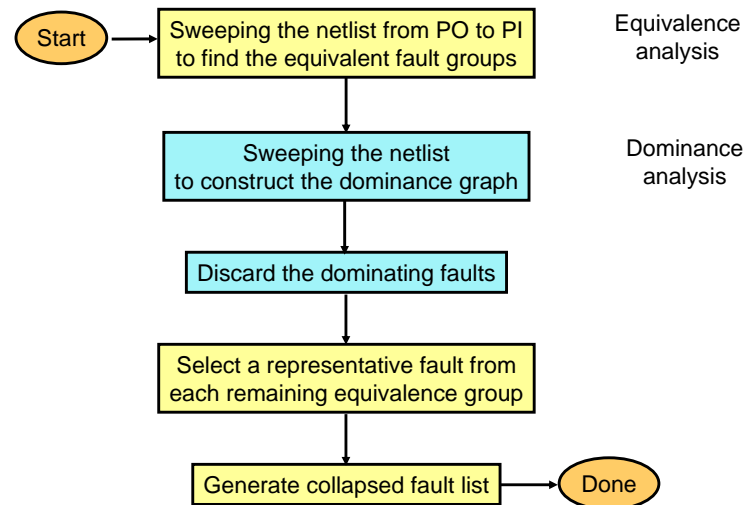 Start
Sweeping the netlist from PO to PI
to find the equivalent fault groups
Equivalence
analysis
Sweeping the netlist
to construct the dominance graph
Dominance
analysis
Discard the dominating faults
Select a representative fault from
each remaining equivalence group
Generate collapsed fault list
Done